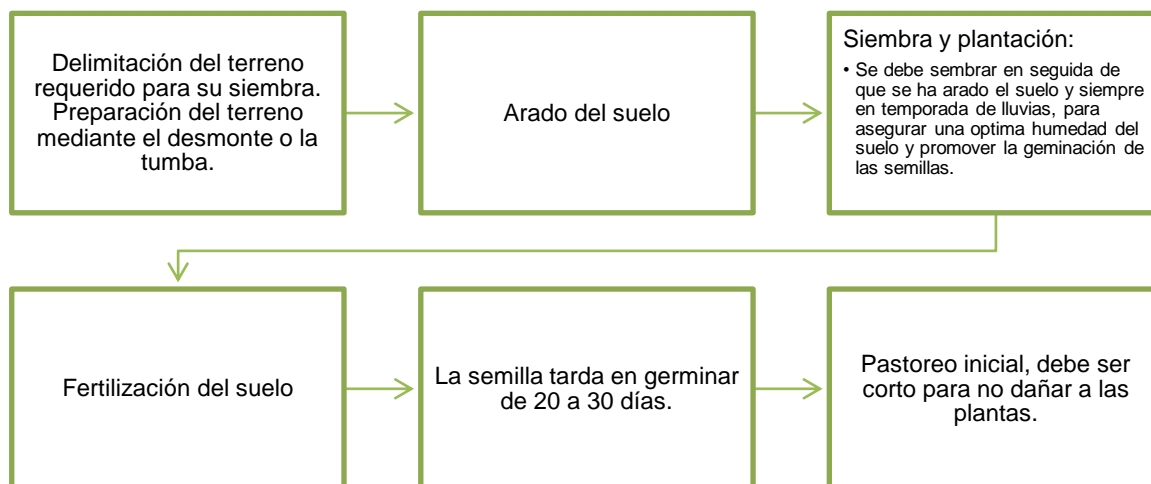 Delimitación del terreno
requerido para su siembra.
Preparación del terreno
mediante el desmonte o la
tumba.
Arado del suelo
Siembra y plantación:
• Se debe sembrar en seguida de
que se ha arado el suelo y siempre
en temporada de lluvias, para
asegurar una optima humedad del
suelo y promover la geminación de
las semillas.
Fertilización del suelo
La semilla tarda en germinar
de 20 a 30 días.
Pastoreo inicial, debe ser
corto para no dañar a las
plantas.